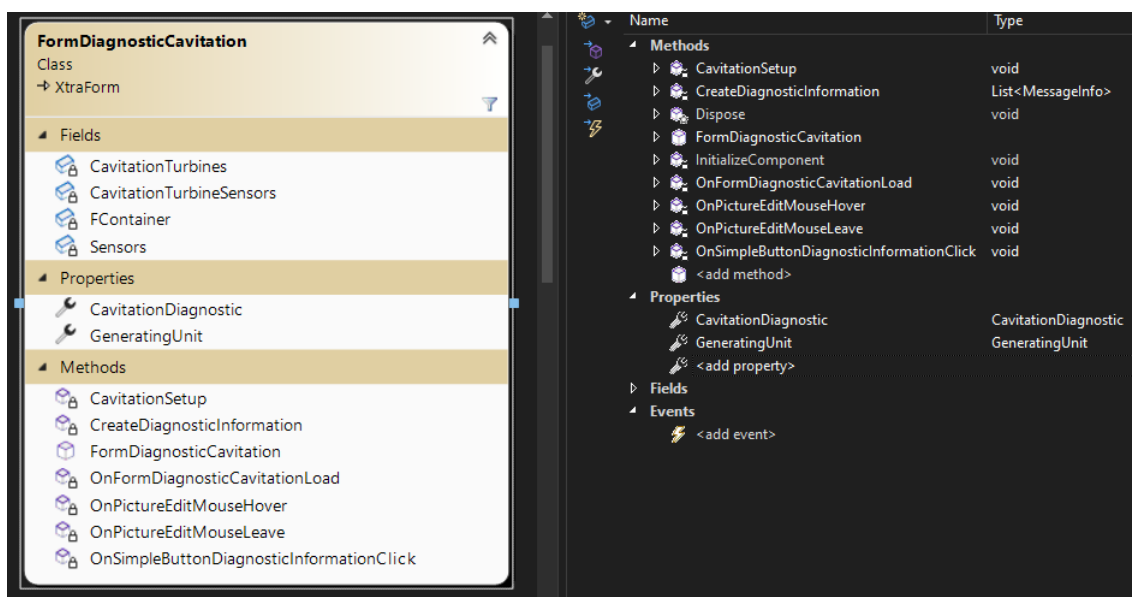 FormDiagnosticCavitation
Class
XtraForm
Fields
CavitationTurbines
CavitationTurbineSensors
FContainer
Sensors
Properties
CavitationDiagnostic
GeneratingUnit
Methods
CavitationSetup
CreateDiagnosticInformation
FormDiagnosticCavitation
OnFormDiagnosticCavitationLoad
OnPictureEditMouseHover
OnPictureEditMouseLeave
OnSimpleButtonDiagnosticInformationClick
Name Type
Methods
CavitationSetup void
CreateDiagnosticInformation List<MessageInfo>
Dispose void
FormDiagnosticCavitation
InitializeComponent void
OnFormDiagnosticCavitationLoad void
OnPictureEditMouseHover void
OnPictureEditMouseLeave void
OnSimpleButtonDiagnosticInformationClick void
<add method>
Properties
CavitationDiagnostic CavitationDiagnostic
GeneratingUnit GeneratingUnit
<add property>
Fields
Events
<add event>